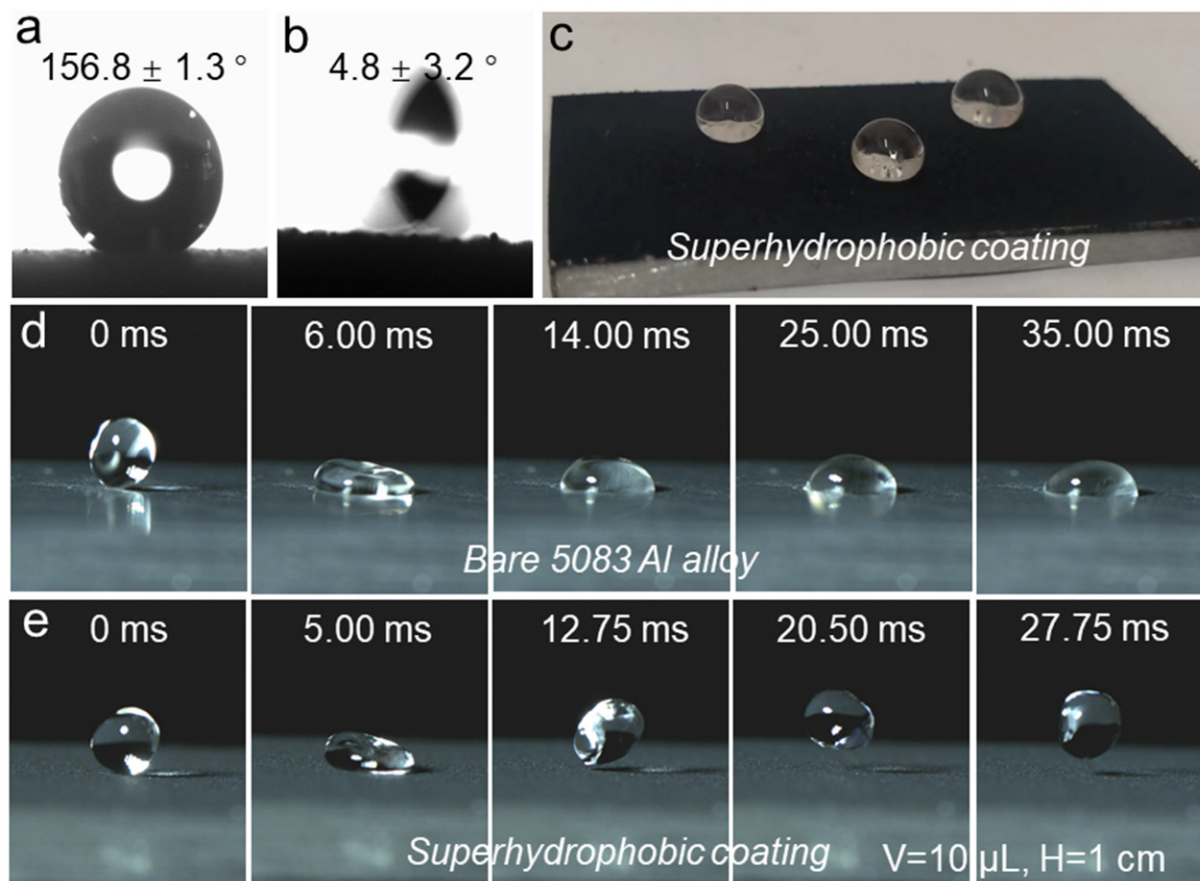 a
156.8 ± 1.3 °
b
4.8 ± 3.2 °
c
Superhydrophobic coating
d
0 ms
6.00 ms
14.00 ms
25.00 ms
35.00 ms
Bare 5083 Al alloy
e
0 ms
5.00 ms
12.75 ms
20.50 ms
27.75 ms
Superhydrophobic coating
V=10 μL, H=1 cm